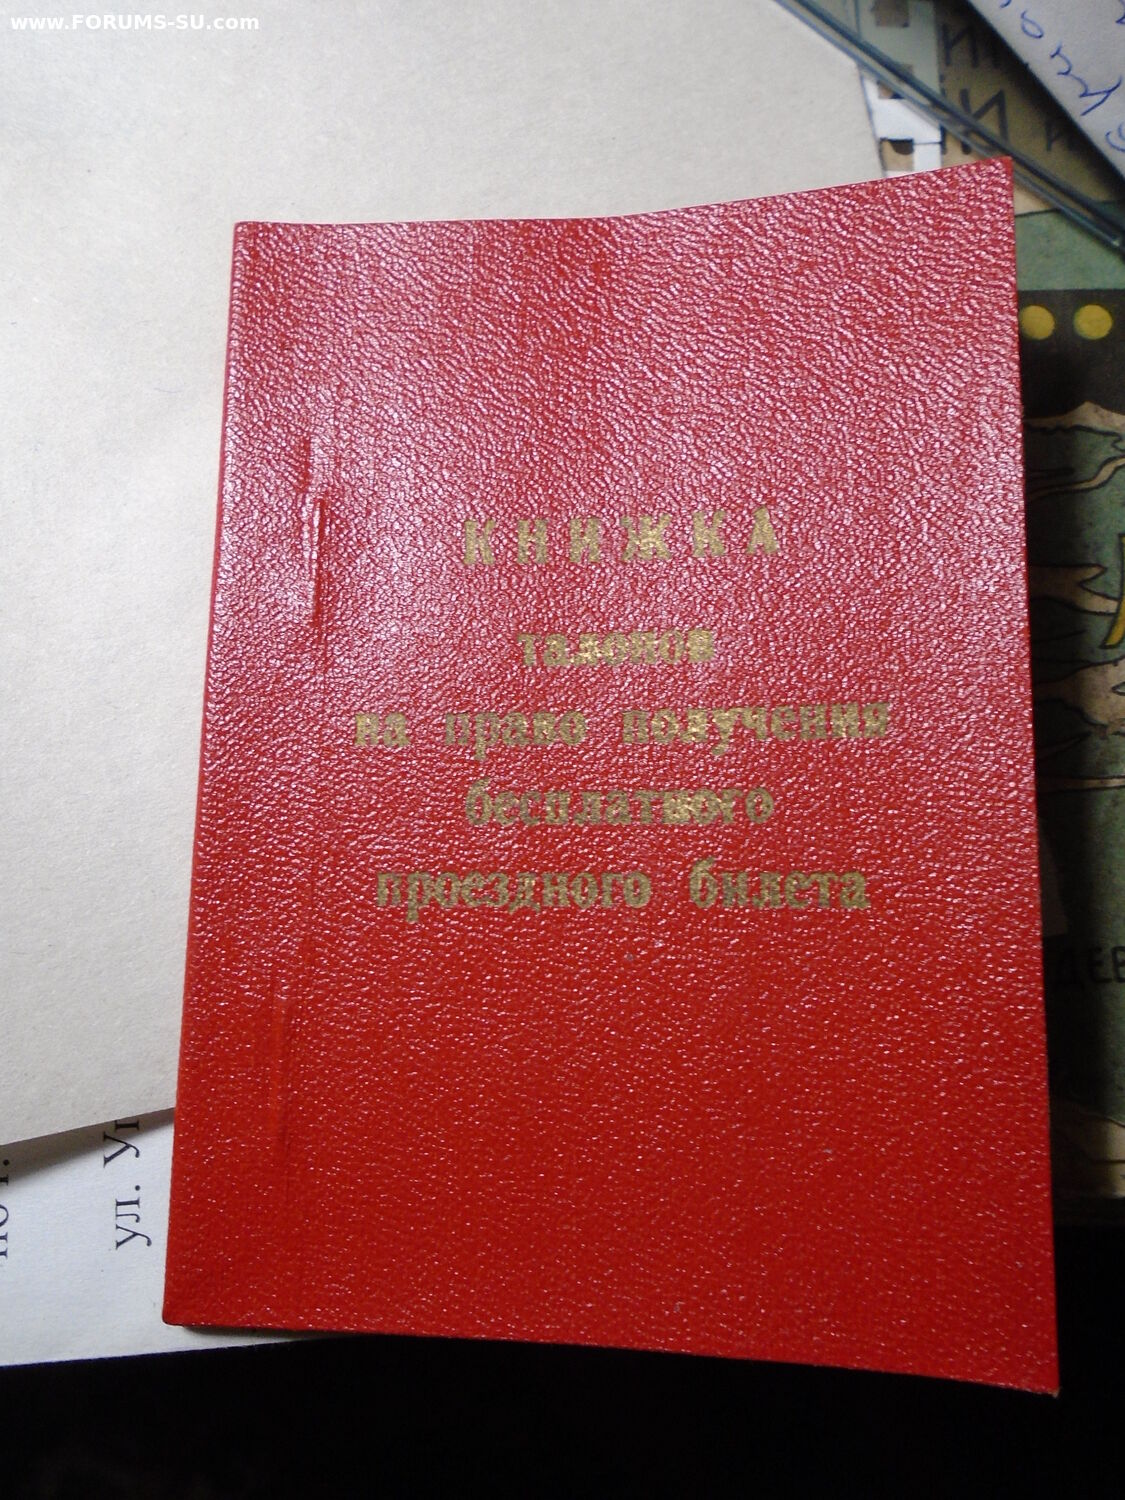 www.FORUMS-SU.com
КНИЖКА
талонов
на право получения
бесплатного
проездного билета
ул.